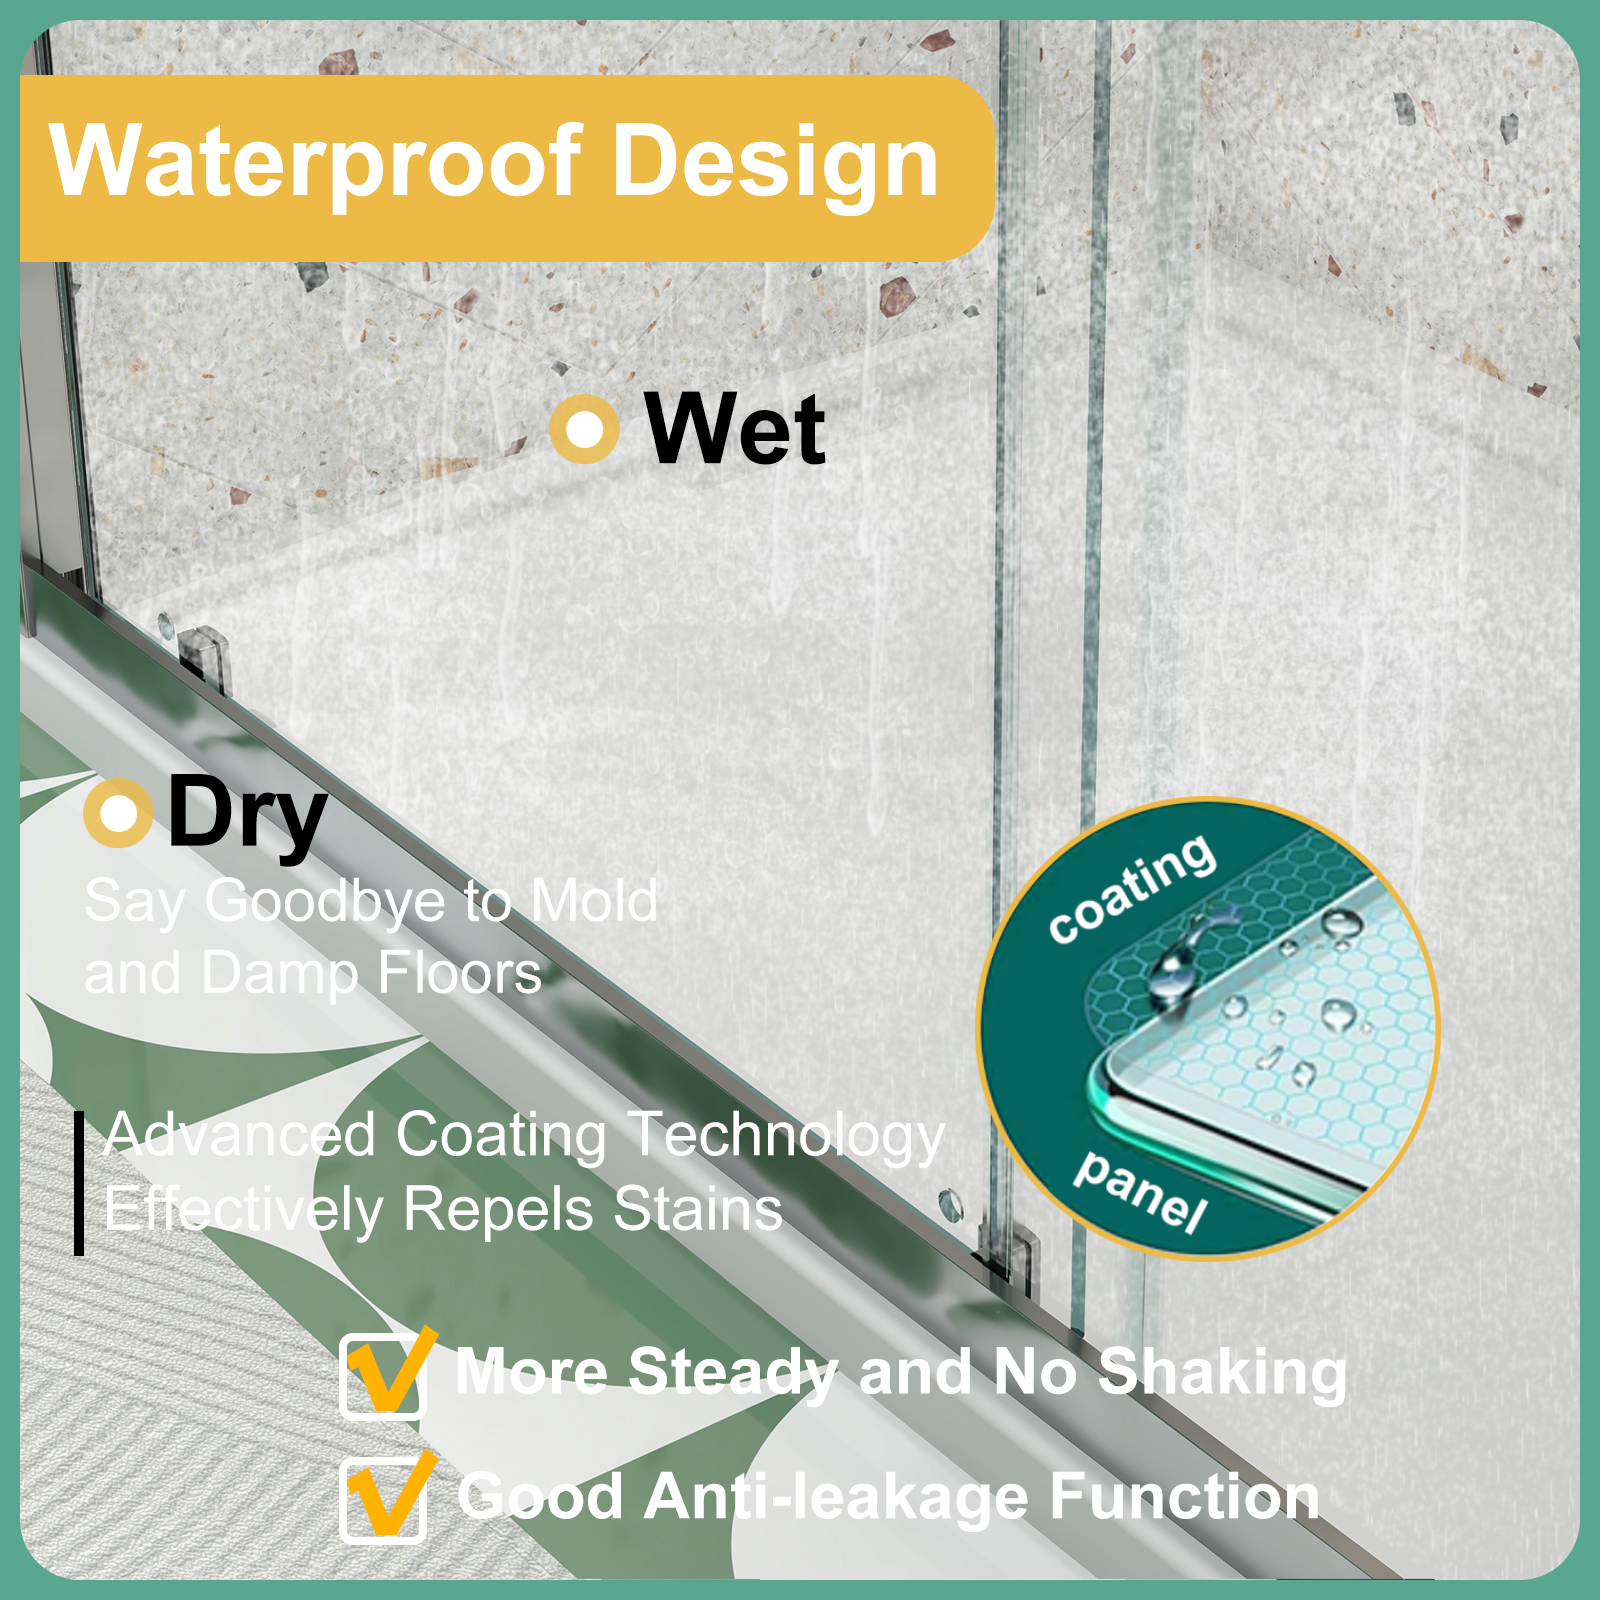 Waterproof Design
Wet
Dry
Say Goodbye to Mold
and Damp Floors
coating
panel
Advanced Coating Technology
Effectively Repels Stains
More Steady and No Shaking
Good Anti-leakage Function